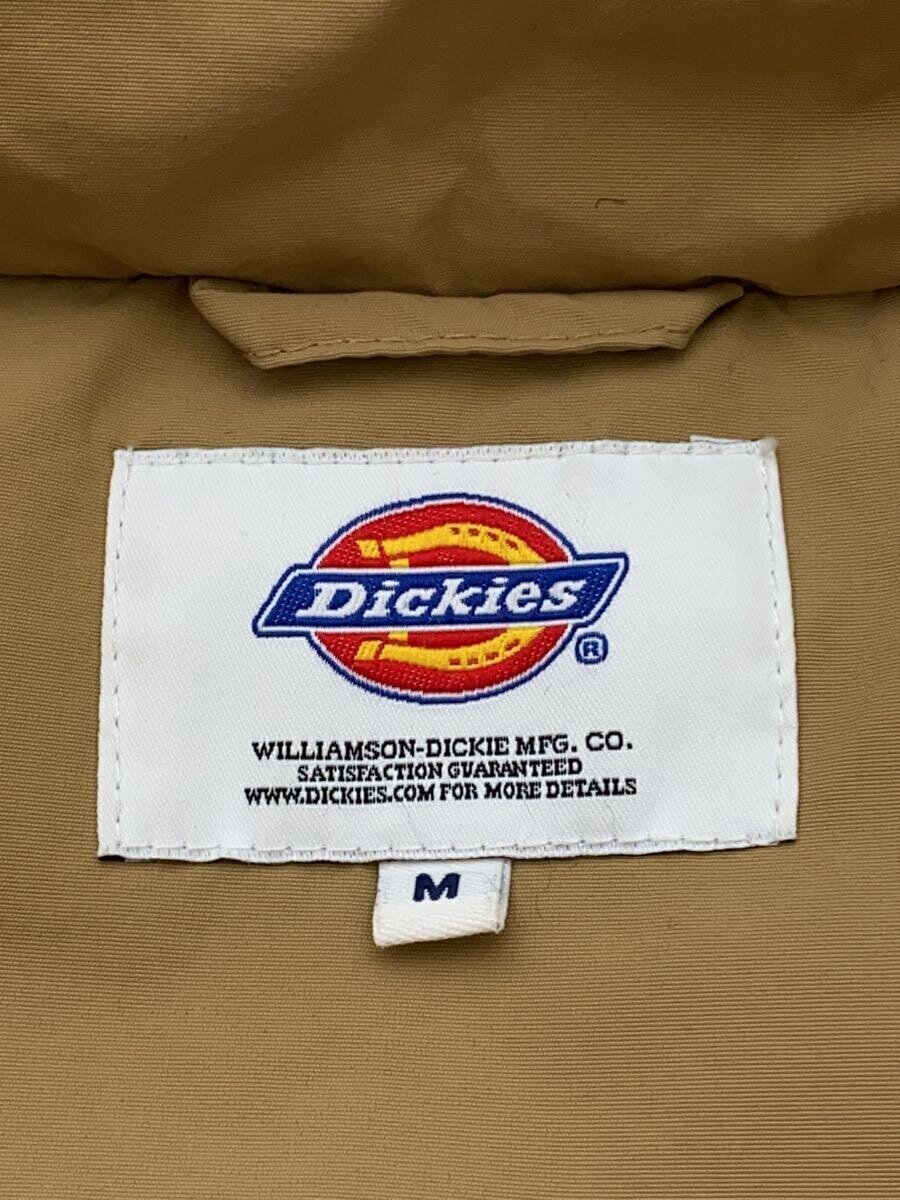 Dickies
®
WILLIAMSON-DICKIE MFG. CO.
SATISFACTION GUARANTEED
WWW.DICKIES.COM FOR MORE DETAILS
M